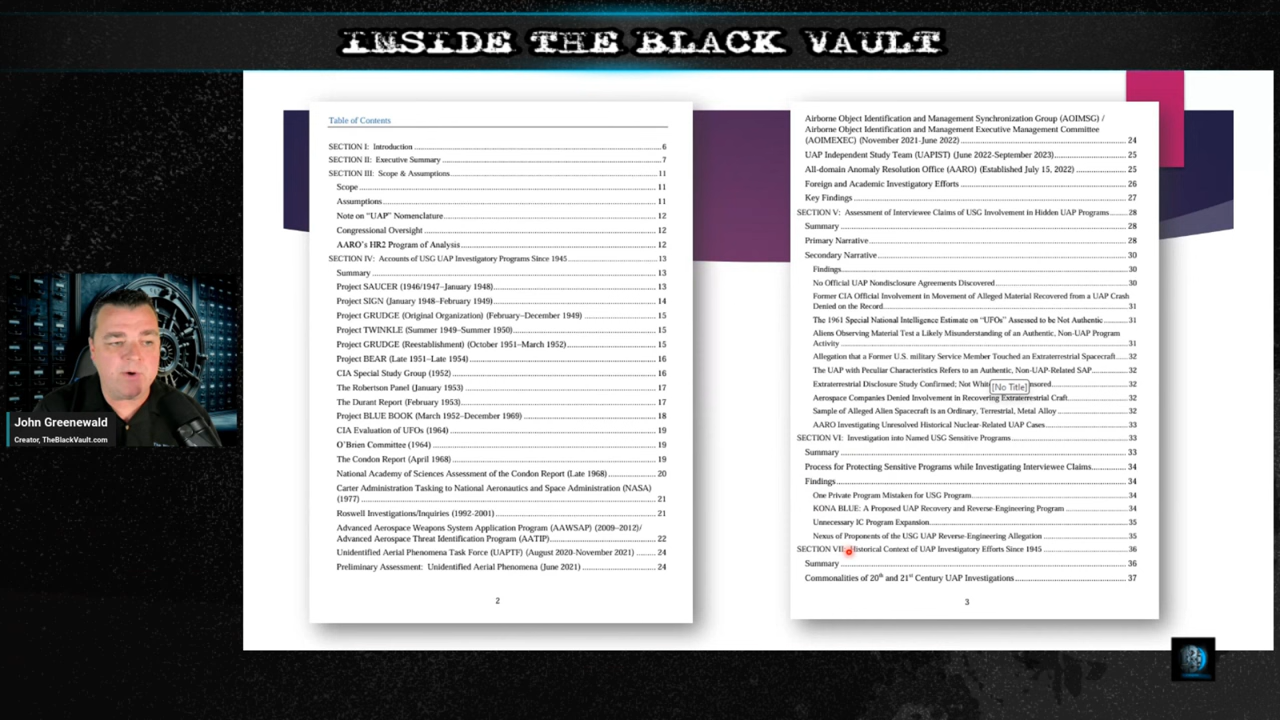 INSIDE THE BLACK VAULT
Table of Contents
SECTION I: Introduction 6
SECTION II: Executive Summary 7
SECTION III: Scope & Assumptions 11
Scope 11
Assumptions 11
Note on “UAP” Nomenclature 12
Congressional Oversight 12
AARO’s HR2 Program of Analysis 12
SECTION IV: Accounts of USG UAP Investigatory Programs Since 1945 13
Summary 13
Project SAUCER (1946/1947–January 1948) 13
Project SIGN (January 1948–February 1949) 14
Project GRUDGE (Original Organization) (February–December 1949) 15
Project TWINKLE (Summer 1949–Summer 1950) 15
Project GRUDGE (Reestablishment) (October 1951–March 1952) 15
Project BEAR (Late 1951–Late 1954) 16
CIA Special Study Group (1952) 16
The Robertson Panel (January 1953) 17
The Durant Report (February 1953) 17
Project BLUE BOOK (March 1952–December 1969) 18
CIA Evaluation of UFOs (1964) 19
O’Brien Committee (1964) 19
The Condon Report (April 1968) 19
National Academy of Sciences Assessment of the Condon Report (Late 1968) 20
Carter Administration Tasking to National Aeronautics and Space Administration (NASA)
(1977) 21
Roswell Investigations/Inquiries (1992-2001) 21
Advanced Aerospace Weapons System Application Program (AAWSAP) (2009–2012)/
Advanced Aerospace Threat Identification Program (AATIP) 22
Unidentified Aerial Phenomena Task Force (UAPTF) (August 2020-November 2021) 24
Preliminary Assessment: Unidentified Aerial Phenomena (June 2021) 24
2
Airborne Object Identification and Management Synchronization Group (AOIMSG) /
Airborne Object Identification and Management Executive Management Committee
(AOIMEXEC) (November 2021-June 2022) 24
UAP Independent Study Team (UAPIST) (June 2022-September 2023) 25
All-domain Anomaly Resolution Office (AARO) (Established July 15, 2022) 25
Foreign and Academic Investigatory Efforts 26
Key Findings 27
SECTION V: Assessment of Interviewee Claims of USG Involvement in Hidden UAP Programs 28
Summary 28
Primary Narrative 28
Secondary Narrative 30
Findings 30
No Official UAP Nondisclosure Agreements Discovered 30
Former CIA Official Involvement in Movement of Alleged Material Recovered from a UAP Crash
Denied on the Record 31
The 1961 Special National Intelligence Estimate on “UFOs” Assessed to be Not Authentic 31
Aliens Observing Material Test a Likely Misunderstanding of an Authentic, Non-UAP Program
Activity 31
Allegation that a Former U.S. military Service Member Touched an Extraterrestrial Spacecraft 32
The UAP with Peculiar Characteristics Refers to an Authentic, Non-UAP-Related SAP 32
Extraterrestrial Disclosure Study Confirmed; Not [No Title] 32
Aerospace Companies Denied Involvement in Recovering Extraterrestrial Craft 32
Sample of Alleged Alien Spacecraft is an Ordinary, Terrestrial, Metal Alloy 32
AARO Investigating Unresolved Historical Nuclear-Related UAP Cases 33
SECTION VI: Investigation into Named USG Sensitive Programs 33
Summary 33
Process for Protecting Sensitive Programs while Investigating Interviewee Claims 34
Findings 34
One Private Program Mistaken for USG Program 34
KONA BLUE: A Proposed UAP Recovery and Reverse-Engineering Program 34
Unnecessary IC Program Expansion 35
Nexus of Proponents of the USG UAP Reverse-Engineering Allegation 35
SECTION VII: Historical Context of UAP Investigatory Efforts Since 1945 36
Summary 36
Commonalities of 20th and 21st Century UAP Investigations 37
3
John Greenewald
Creator, TheBlackVault.com